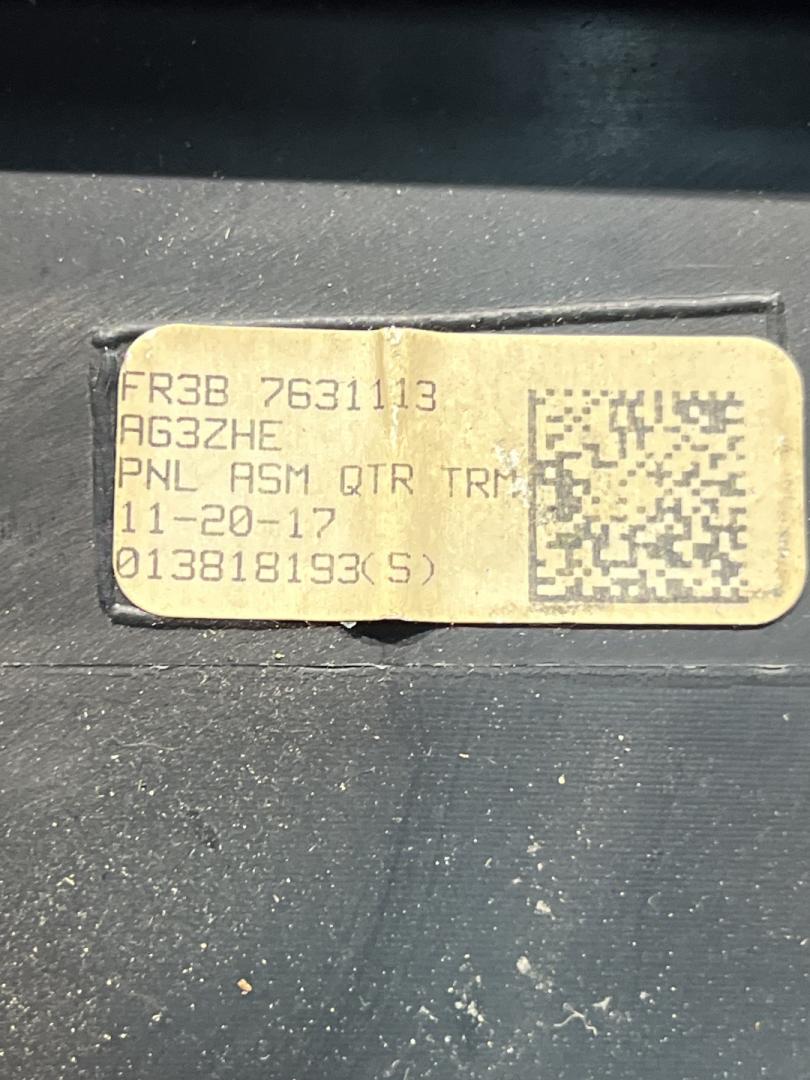 FR3B 7631113
AG3ZHE
PNL ASM QTR TRM
11-20-17
013818193(S)